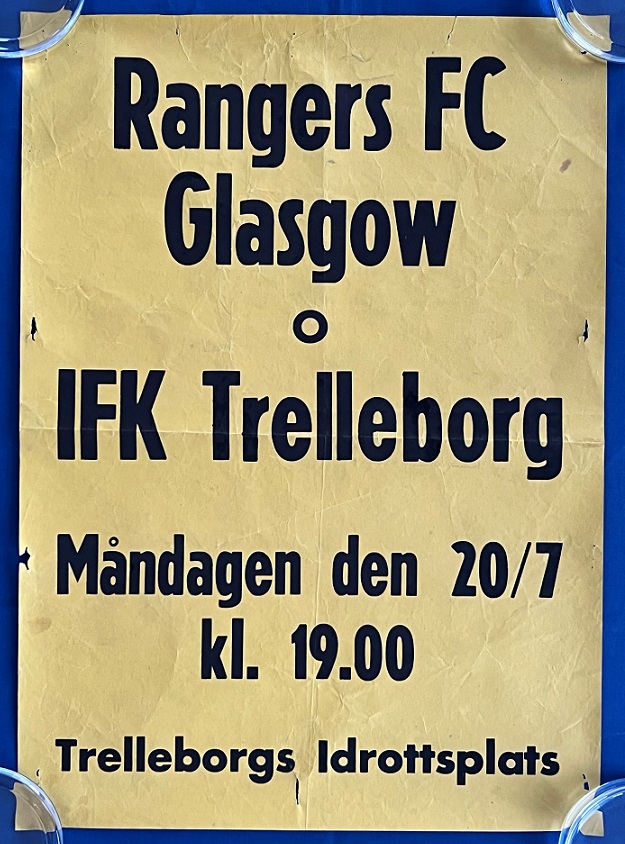 Rangers FC
Glasgow
o
IFK Trelleborg
Måndagen den 20/7
kl. 19.00
Trelleborgs Idrottsplats